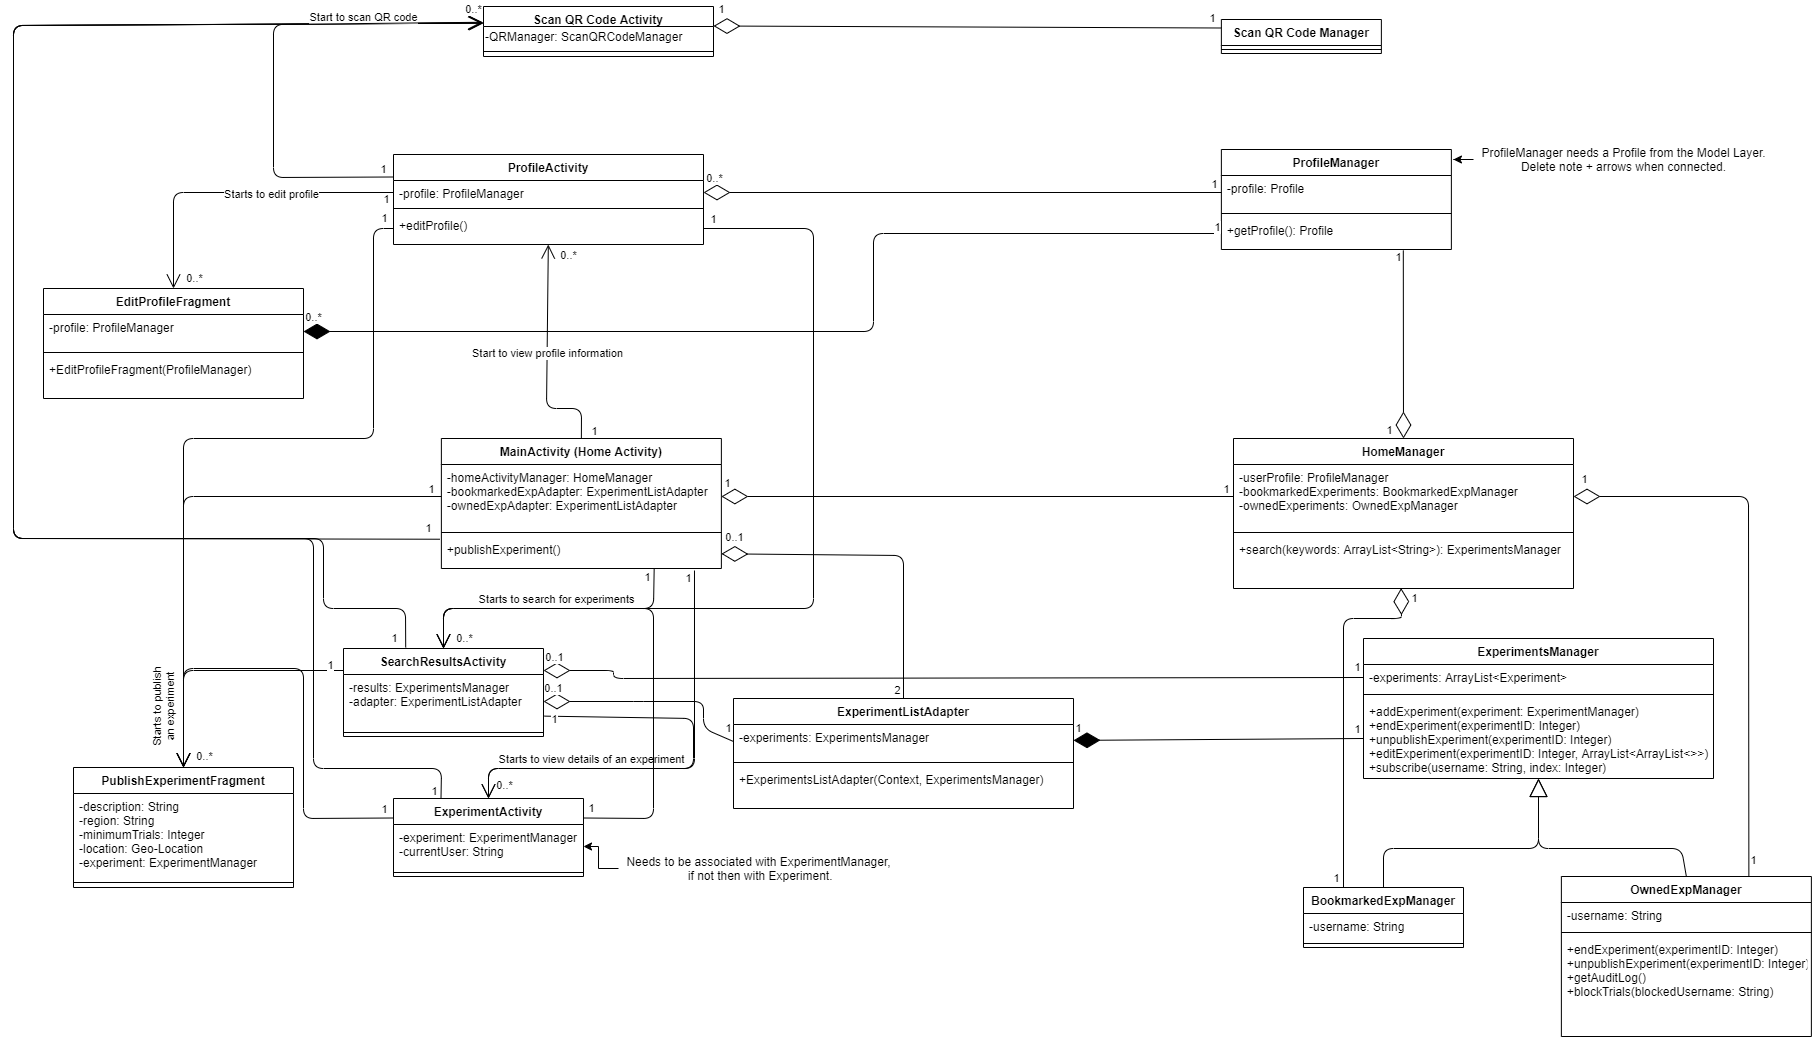 Start to scan QR code
0..*
Scan QR Code Activity
-QRManager: ScanQRCodeManager
1
1
Scan QR Code Manager
1
ProfileActivity
-profile: ProfileManager
+editProfile()
0..*
1
1
1
1
1
ProfileManager
-profile: Profile
+getProfile(): Profile
1
ProfileManager needs a Profile from the Model Layer.
Delete note + arrows when connected.
Starts to edit profile
0..*
0..*
EditProfileFragment
-profile: ProfileManager
+EditProfileFragment(ProfileManager)
0..*
Start to view profile information
1
MainActivity (Home Activity)
-homeActivityManager: HomeManager
-bookmarkedExpAdapter: ExperimentListAdapter
-ownedExpAdapter: ExperimentListAdapter
+publishExperiment()
1
1
1
0..1
1
1
1
1
HomeManager
-userProfile: ProfileManager
-bookmarkedExperiments: BookmarkedExpManager
-ownedExperiments: OwnedExpManager
+search(keywords: ArrayList<String>): ExperimentsManager
1
1
Starts to search for experiments
0..*
1
SearchResultsActivity
-results: ExperimentsManager
-adapter: ExperimentListAdapter
1
0..1
0..1
1
Starts to publish
an experiment
0..*
PublishExperimentFragment
-description: String
-region: String
-minimumTrials: Integer
-location: Geo-Location
-experiment: ExperimentManager
Starts to view details of an experiment
0..*
1
1
1
ExperimentActivity
-experiment: ExperimentManager
-currentUser: String
Needs to be associated with ExperimentManager,
if not then with Experiment.
2
1
ExperimentListAdapter
-experiments: ExperimentsManager
+ExperimentsListAdapter(Context, ExperimentsManager)
1
1
1
ExperimentsManager
-experiments: ArrayList<Experiment>
+addExperiment(experiment: ExperimentManager)
+endExperiment(experimentID: Integer)
+unpublishExperiment(experimentID: Integer)
+editExperiment(experimentID: Integer, ArrayList<ArrayList<>>)
+subscribe(username: String, index: Integer)
1
BookmarkedExpManager
-username: String
1
OwnedExpManager
-username: String
+endExperiment(experimentID: Integer)
+unpublishExperiment(experimentID: Integer)
+getAuditLog()
+blockTrials(blockedUsername: String)